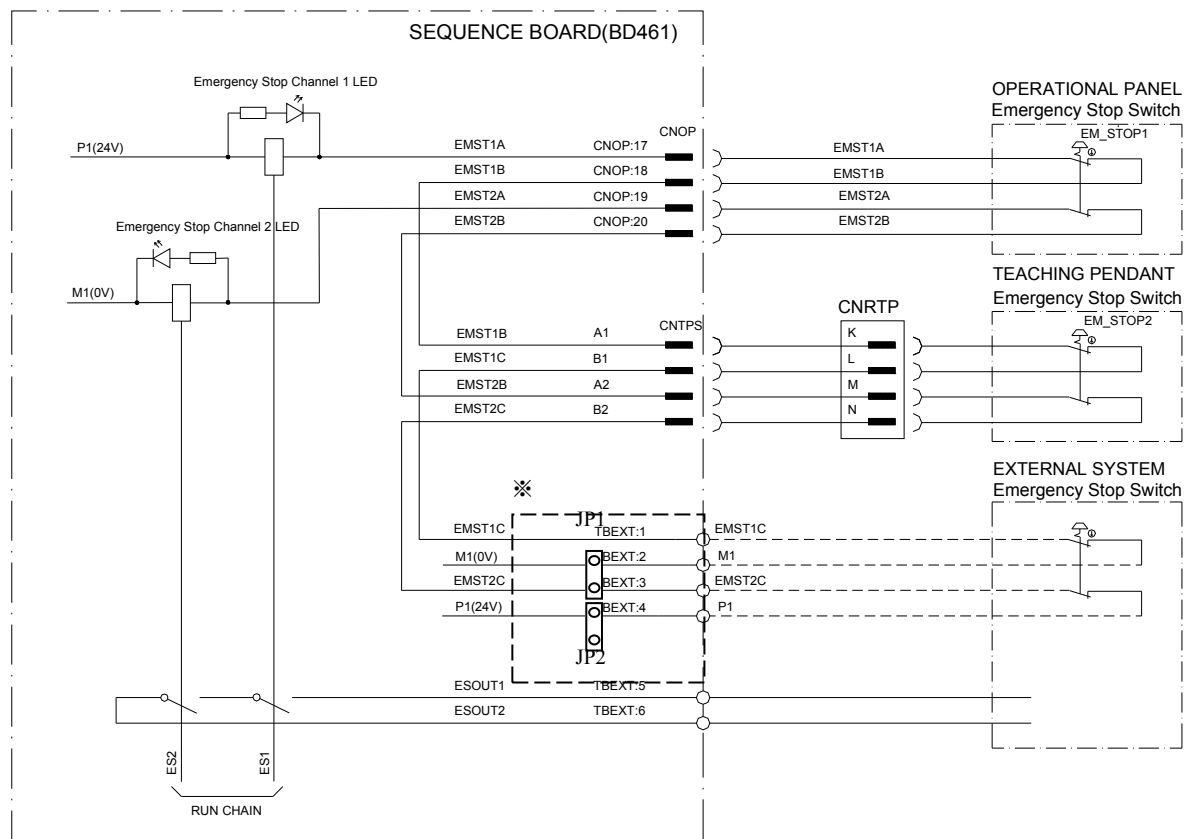 SEQUENCE BOARD(BD461)
Emergency Stop Channel 1 LED
OPERATIONAL PANEL
Emergency Stop Switch
EM_STOP1
P1(24V)
EMST1A
CNOP:17
CNOP
EMST1A
EMST1B
CNOP:18
EMST1B
EMST2A
CNOP:19
EMST2A
EMST2B
CNOP:20
EMST2B
Emergency Stop Channel 2 LED
M1(0V)
TEACHING PENDANT
Emergency Stop Switch
EM_STOP2
CNRTP
EMST1B
A1
CNTPS
K
EMST1C
B1
L
EMST2B
A2
M
EMST2C
B2
N
EXTERNAL SYSTEM
Emergency Stop Switch
※
JP1
EMST1C
TBEXT:1
EMST1C
M1(0V)
BEXT:2
M1
EMST2C
BEXT:3
EMST2C
P1(24V)
BEXT:4
P1
JP2
ESOUT1
TBEXT:5
ESOUT2
TBEXT:6
ES2
ES1
RUN CHAIN